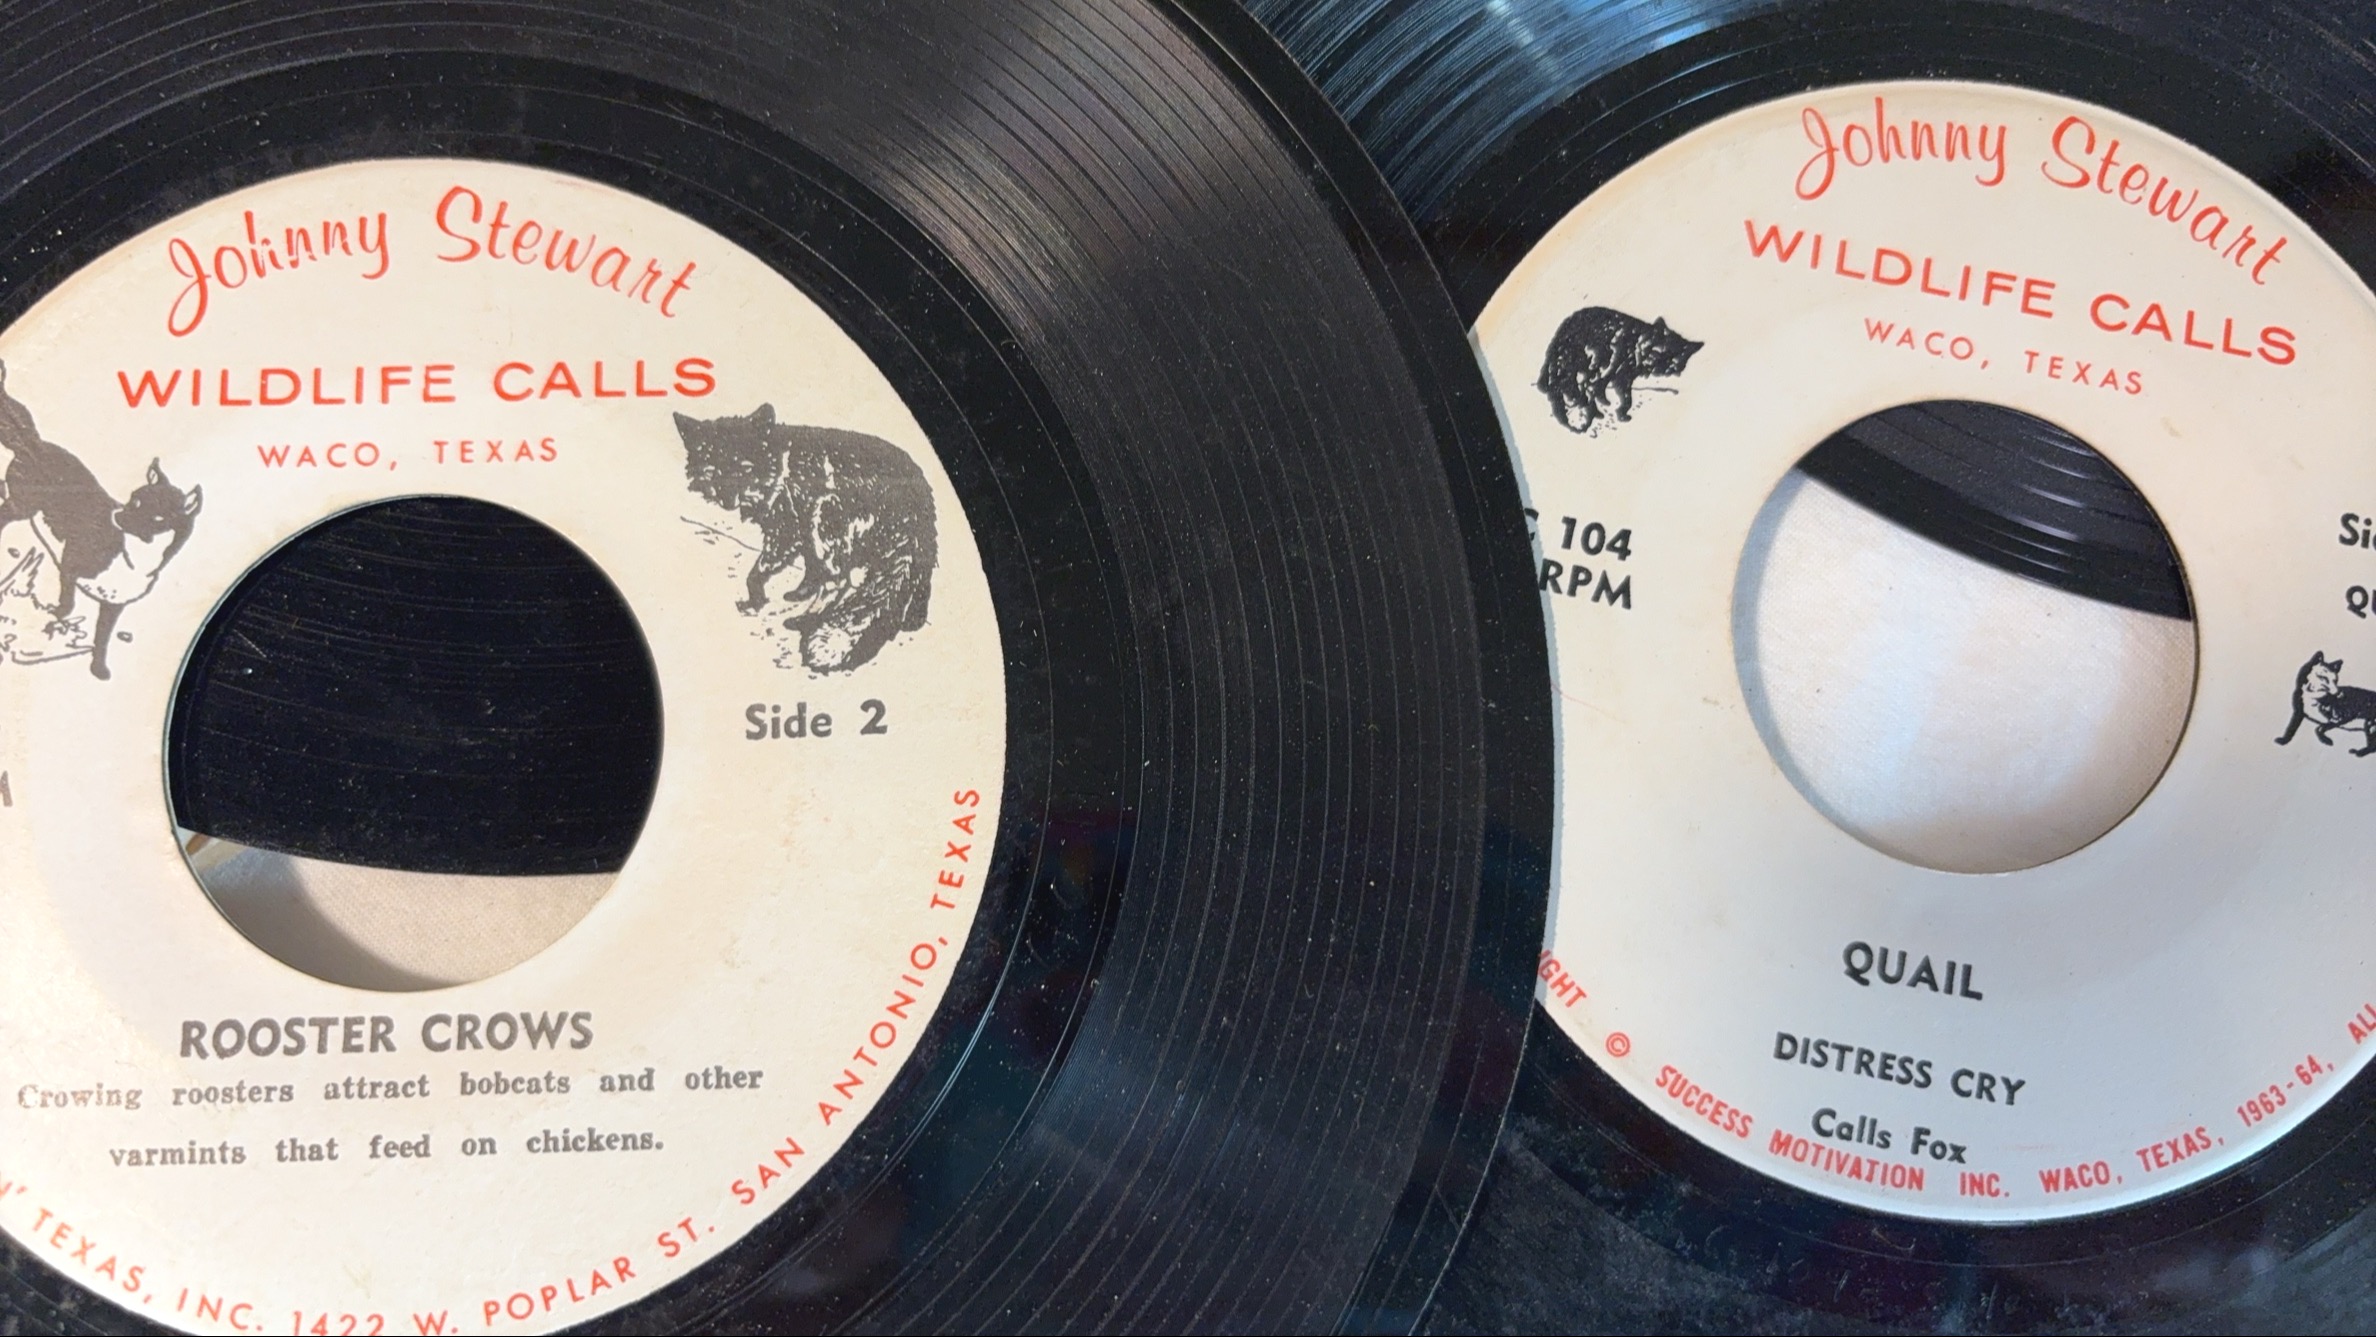 Johnny Stewart
WILDLIFE CALLS
WACO, TEXAS
Side 2
ROOSTER CROWS
Crowing roosters attract bobcats and other
varmints that feed on chickens.
TEXAS, INC. 1422 W. POPLAR ST. SAN ANTONIO, TEXAS
Johnny Stewart
WILDLIFE CALLS
WACO, TEXAS
104
RPM
QUAIL
DISTRESS CRY
Calls Fox
© SUCCESS MOTIVATION INC. WACO, TEXAS, 1963-64,